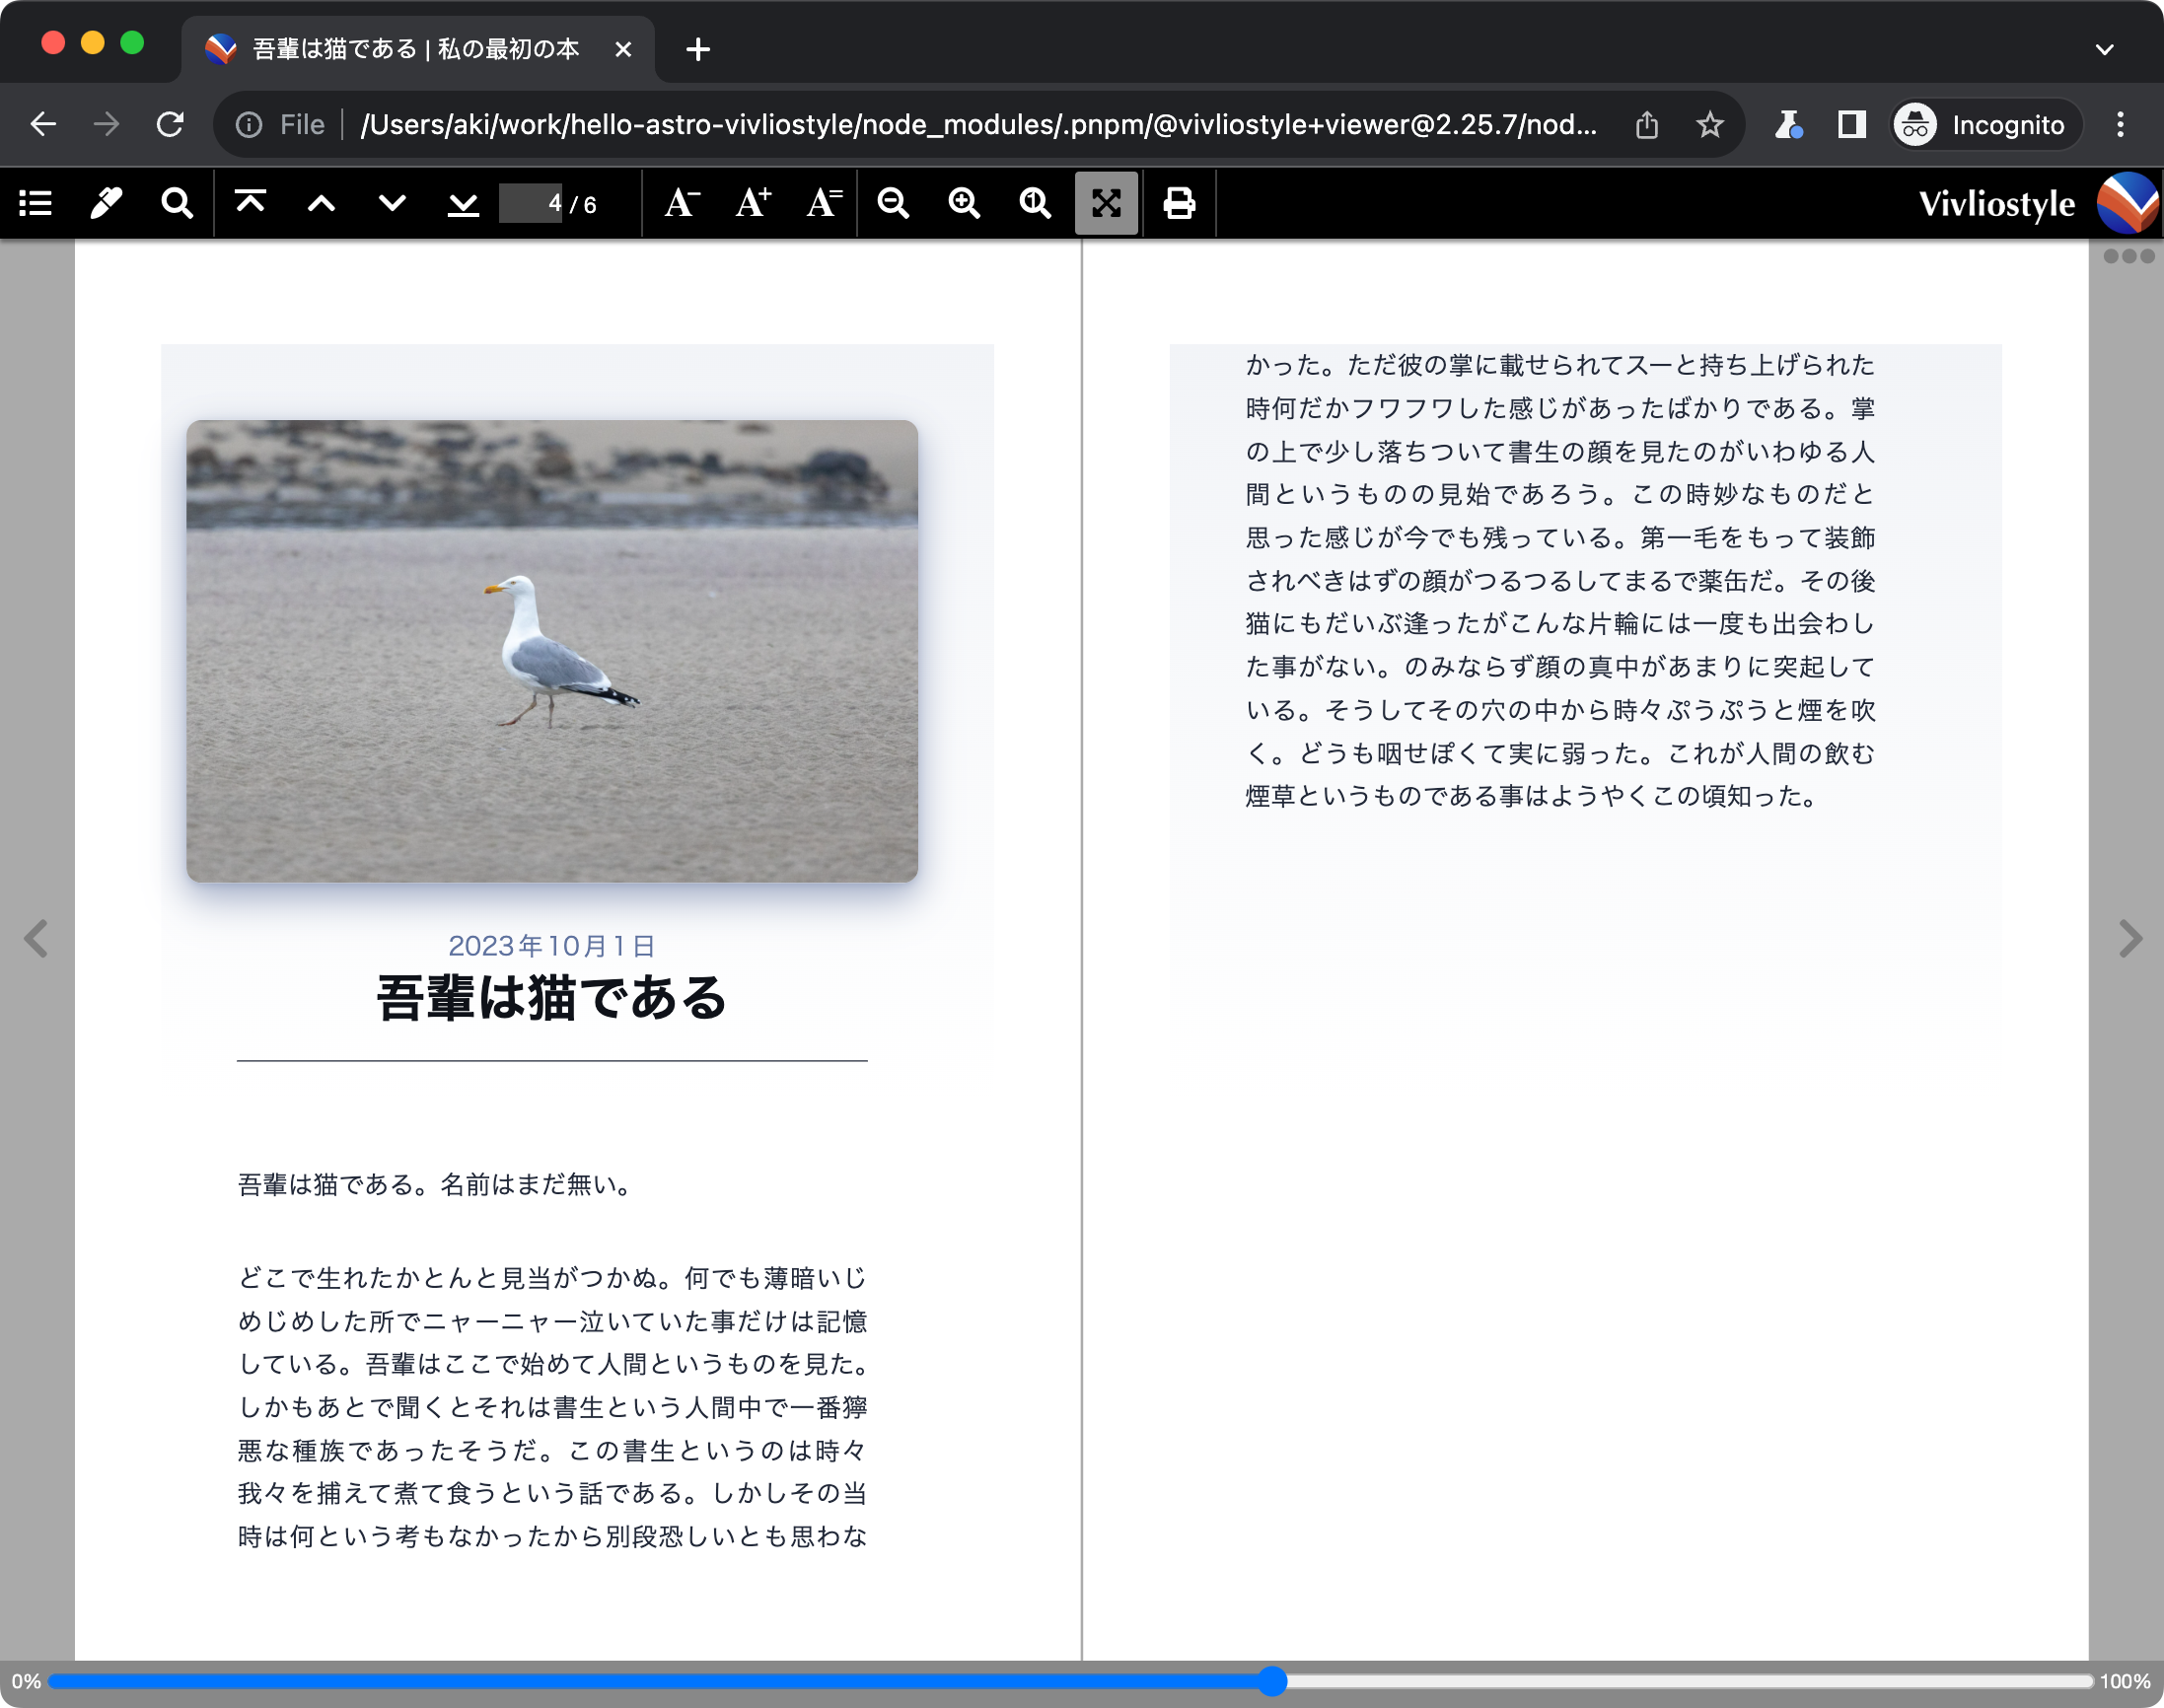 吾輩は猫である | 私の最初の本
File
/Users/aki/work/hello-astro-vivliostyle/node_modules/.pnpm/@vivliostyle+viewer@2.25.7/nod...
Incognito
4 / 6
A−
A+
A=
1
Vivliostyle
2023年10月1日
吾輩は猫である
吾輩は猫である。名前はまだ無い。
どこで生れたかとんと見当がつかぬ。何でも薄暗いじ
めじめした所でニャーニャー泣いていた事だけは記憶
している。吾輩はここで始めて人間というものを見た。
しかもあとで聞くとそれは書生という人間中で一番獰
悪な種族であったそうだ。この書生というのは時々
我々を捕えて煮て食うという話である。しかしその当
時は何という考もなかったから別段恐しいとも思わな
かった。ただ彼の掌に載せられてスーと持ち上げられた
時何だかフワフワした感じがあったばかりである。掌
の上で少し落ちついて書生の顔を見たのがいわゆる人
間というものの見始であろう。この時妙なものだと
思った感じが今でも残っている。第一毛をもって装飾
されべきはずの顔がつるつるしてまるで薬缶だ。その後
猫にもだいぶ逢ったがこんな片輪には一度も出会わし
た事がない。のみならず顔の真中があまりに突起して
いる。そうしてその穴の中から時々ぷうぷうと煙を吹
く。どうも咽せぽくて実に弱った。これが人間の飲む
煙草というものである事はようやくこの頃知った。
0%
100%